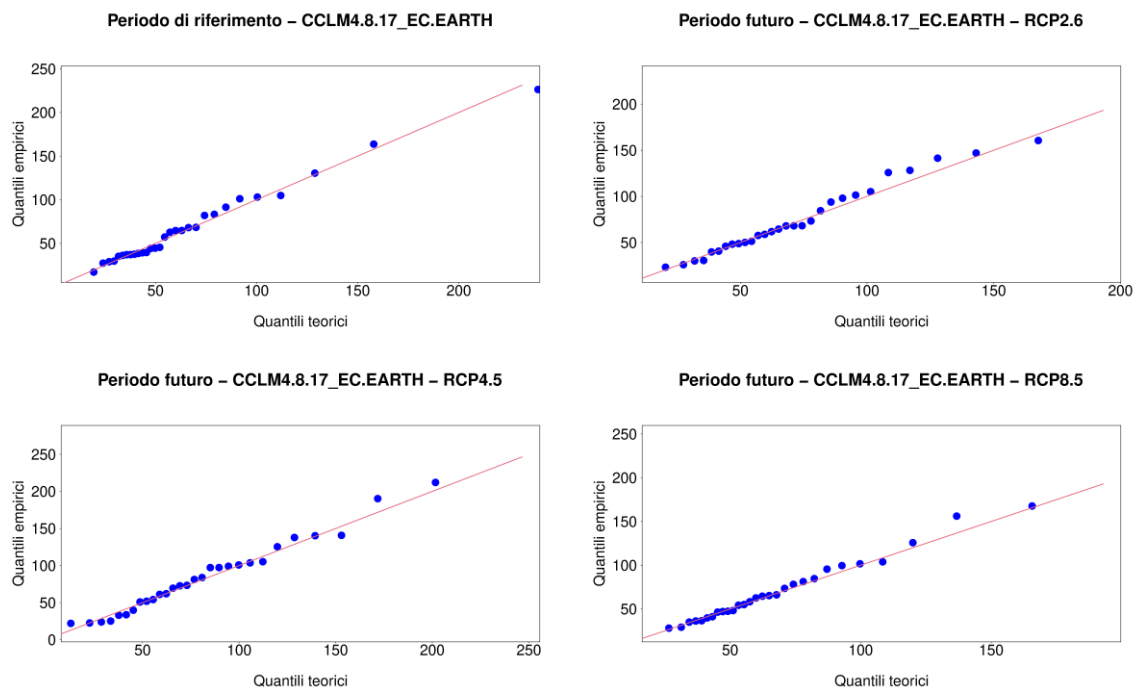 Periodo di riferimento – CCLM4.8.17_EC.EARTH
250
200
150
100
50
Quantili empirici
50 100 150 200
Quantili teorici
Periodo futuro – CCLM4.8.17_EC.EARTH – RCP2.6
200
150
100
50
0
Quantili empirici
50 100 150 200
Quantili teorici
Periodo futuro – CCLM4.8.17_EC.EARTH – RCP4.5
250
200
150
100
50
0
Quantili empirici
50 100 150 200 250
Quantili teorici
Periodo futuro – CCLM4.8.17_EC.EARTH – RCP8.5
250
200
150
100
50
Quantili empirici
50 100 150
Quantili teorici